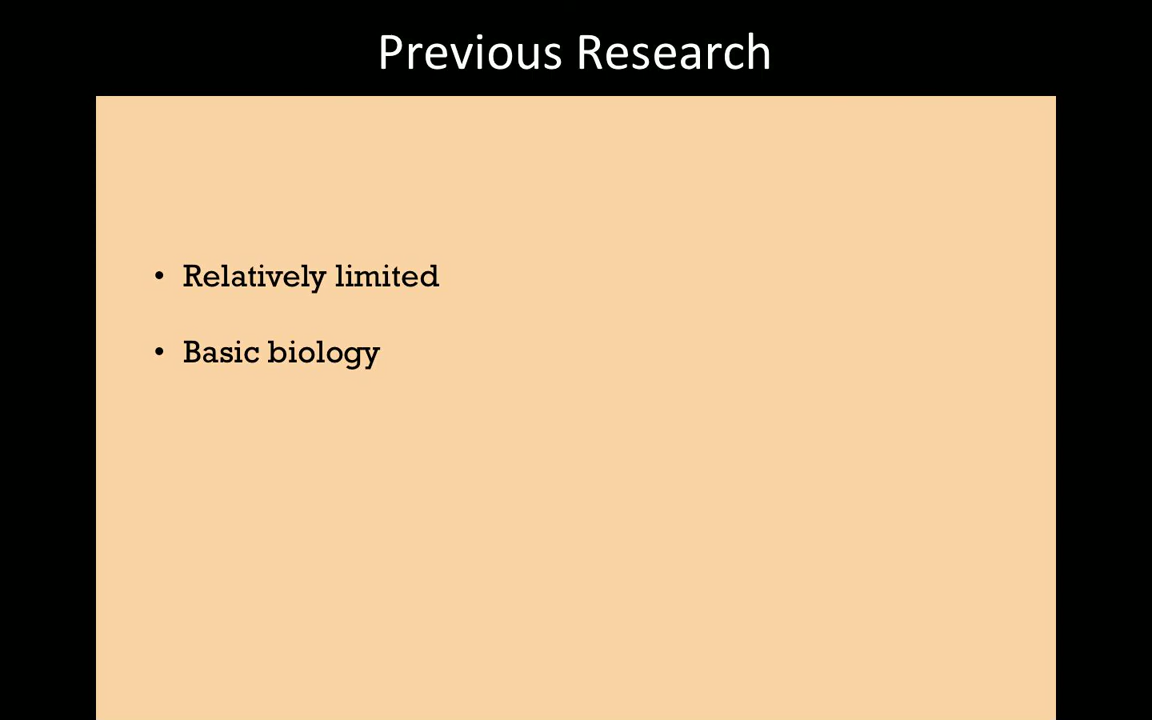 Previous Research
• Relatively limited
• Basic biology